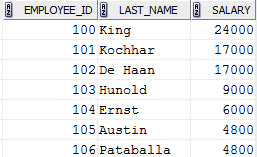 EMPLOYEE_ID LAST_NAME SALARY
100 King 24000
101 Kochhar 17000
102 De Haan 17000
103 Hunold 9000
104 Ernst 6000
105 Austin 4800
106 Pataballa 4800